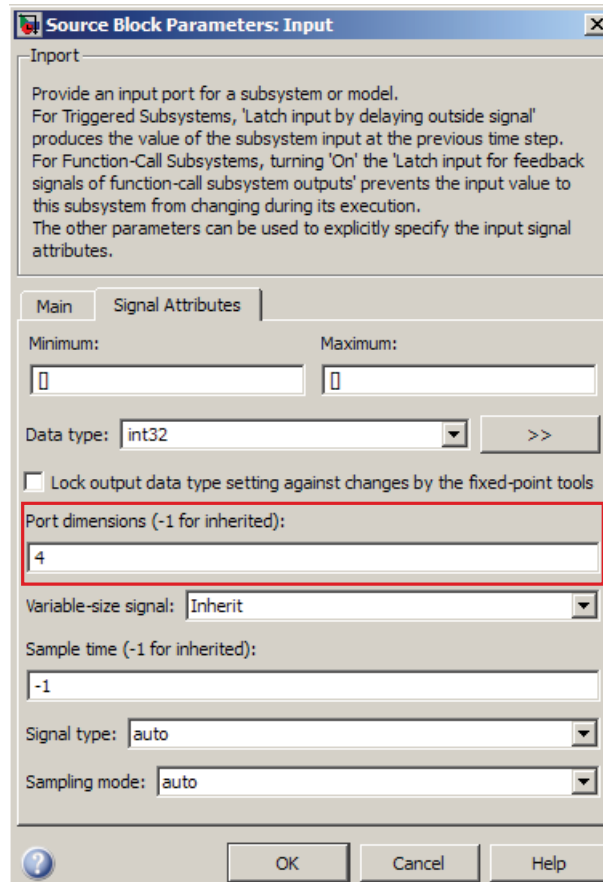 Source Block Parameters: Input
Inport
Provide an input port for a subsystem or model.
For Triggered Subsystems, 'Latch input by delaying outside signal'
produces the value of the subsystem input at the previous time step.
For Function-Call Subsystems, turning 'On' the 'Latch input for feedback
signals of function-call subsystem outputs' prevents the input value to
this subsystem from changing during its execution.
The other parameters can be used to explicitly specify the input signal
attributes.
Main Signal Attributes
Minimum: Maximum:
[] []
Data type: int32 >>
Lock output data type setting against changes by the fixed-point tools
Port dimensions (-1 for inherited):
4
Variable-size signal: Inherit
Sample time (-1 for inherited):
-1
Signal type: auto
Sampling mode: auto
? OK Cancel Help